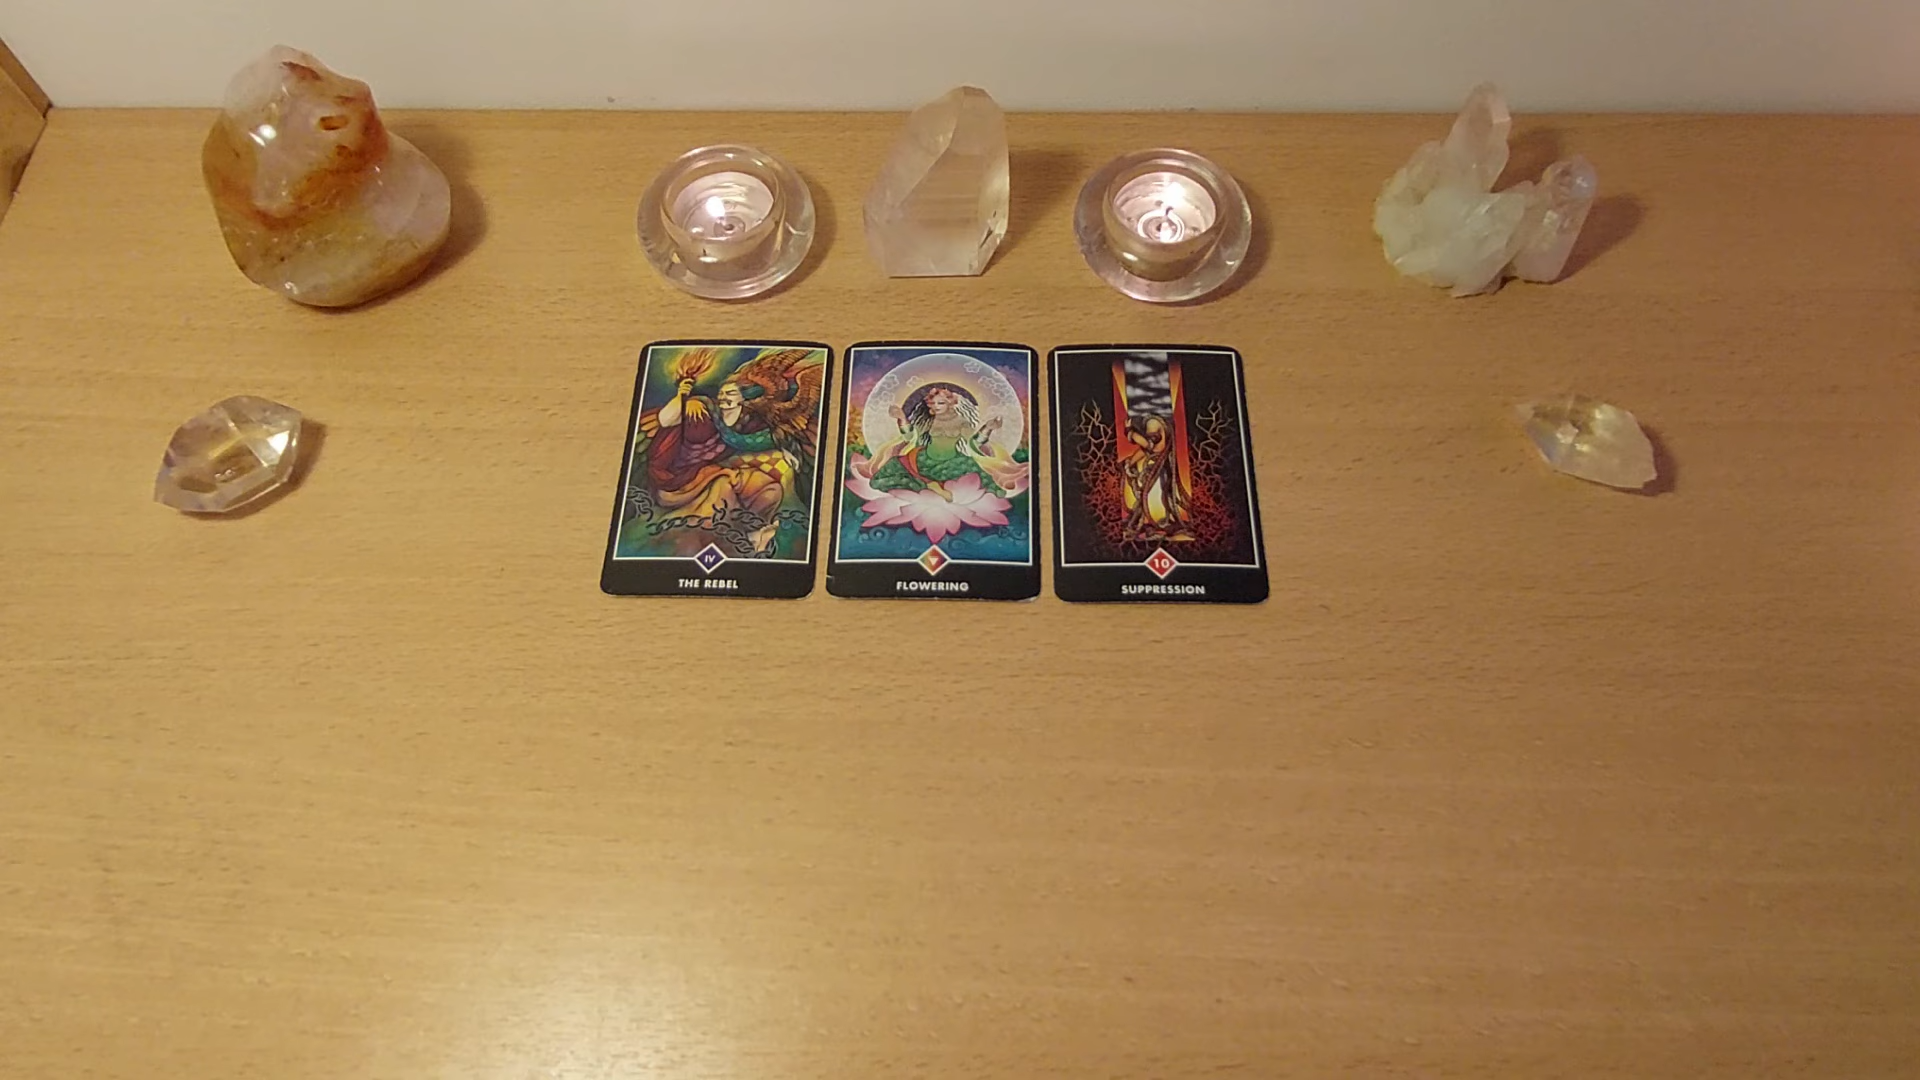 IV
THE REBEL
FLOWERING
10
SUPPRESSION